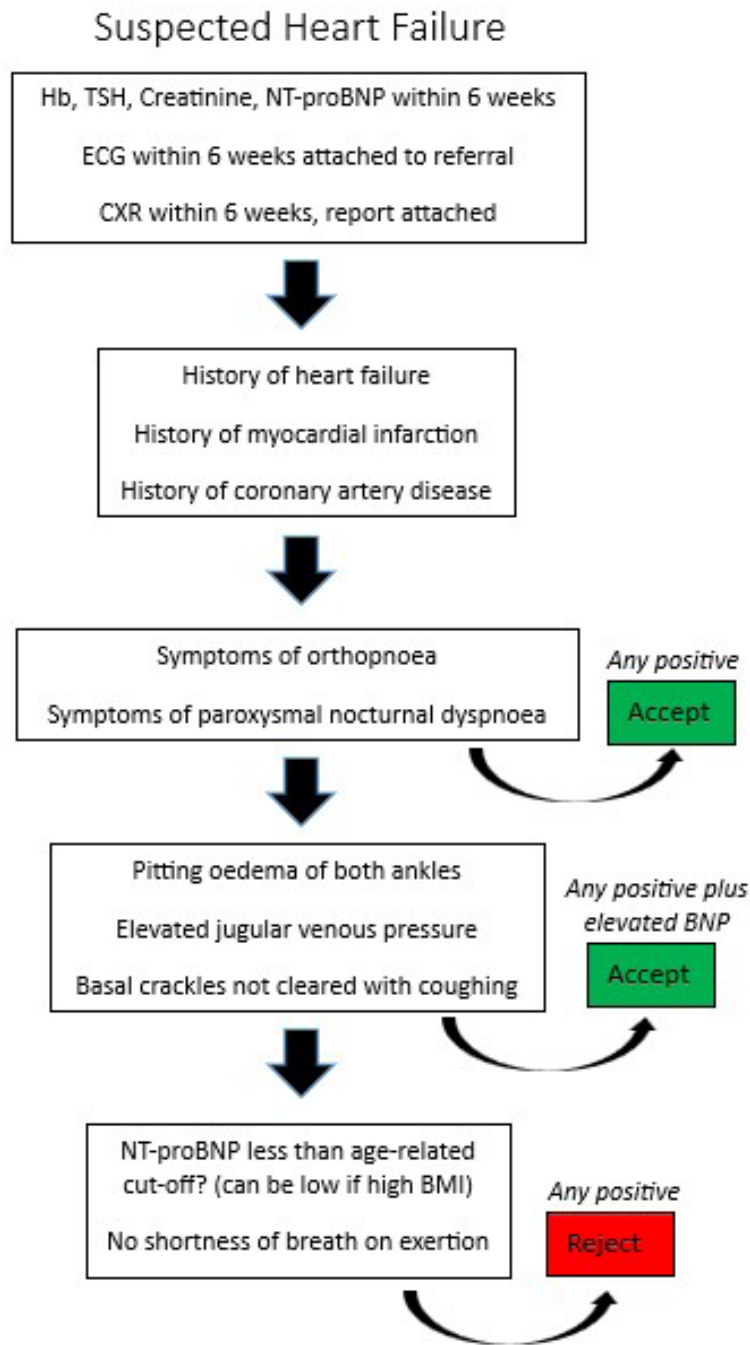 Suspected Heart Failure
Hb, TSH, Creatinine, NT-proBNP within 6 weeks
ECG within 6 weeks attached to referral
CXR within 6 weeks, report attached
History of heart failure
History of myocardial infarction
History of coronary artery disease
Symptoms of orthopnoea
Symptoms of paroxysmal nocturnal dyspnoea
Any positive
Accept
Pitting oedema of both ankles
Elevated jugular venous pressure
Basal crackles not cleared with coughing
Any positive plus
elevated BNP
Accept
NT-proBNP less than age-related
cut-off? (can be low if high BMI)
No shortness of breath on exertion
Any positive
Reject